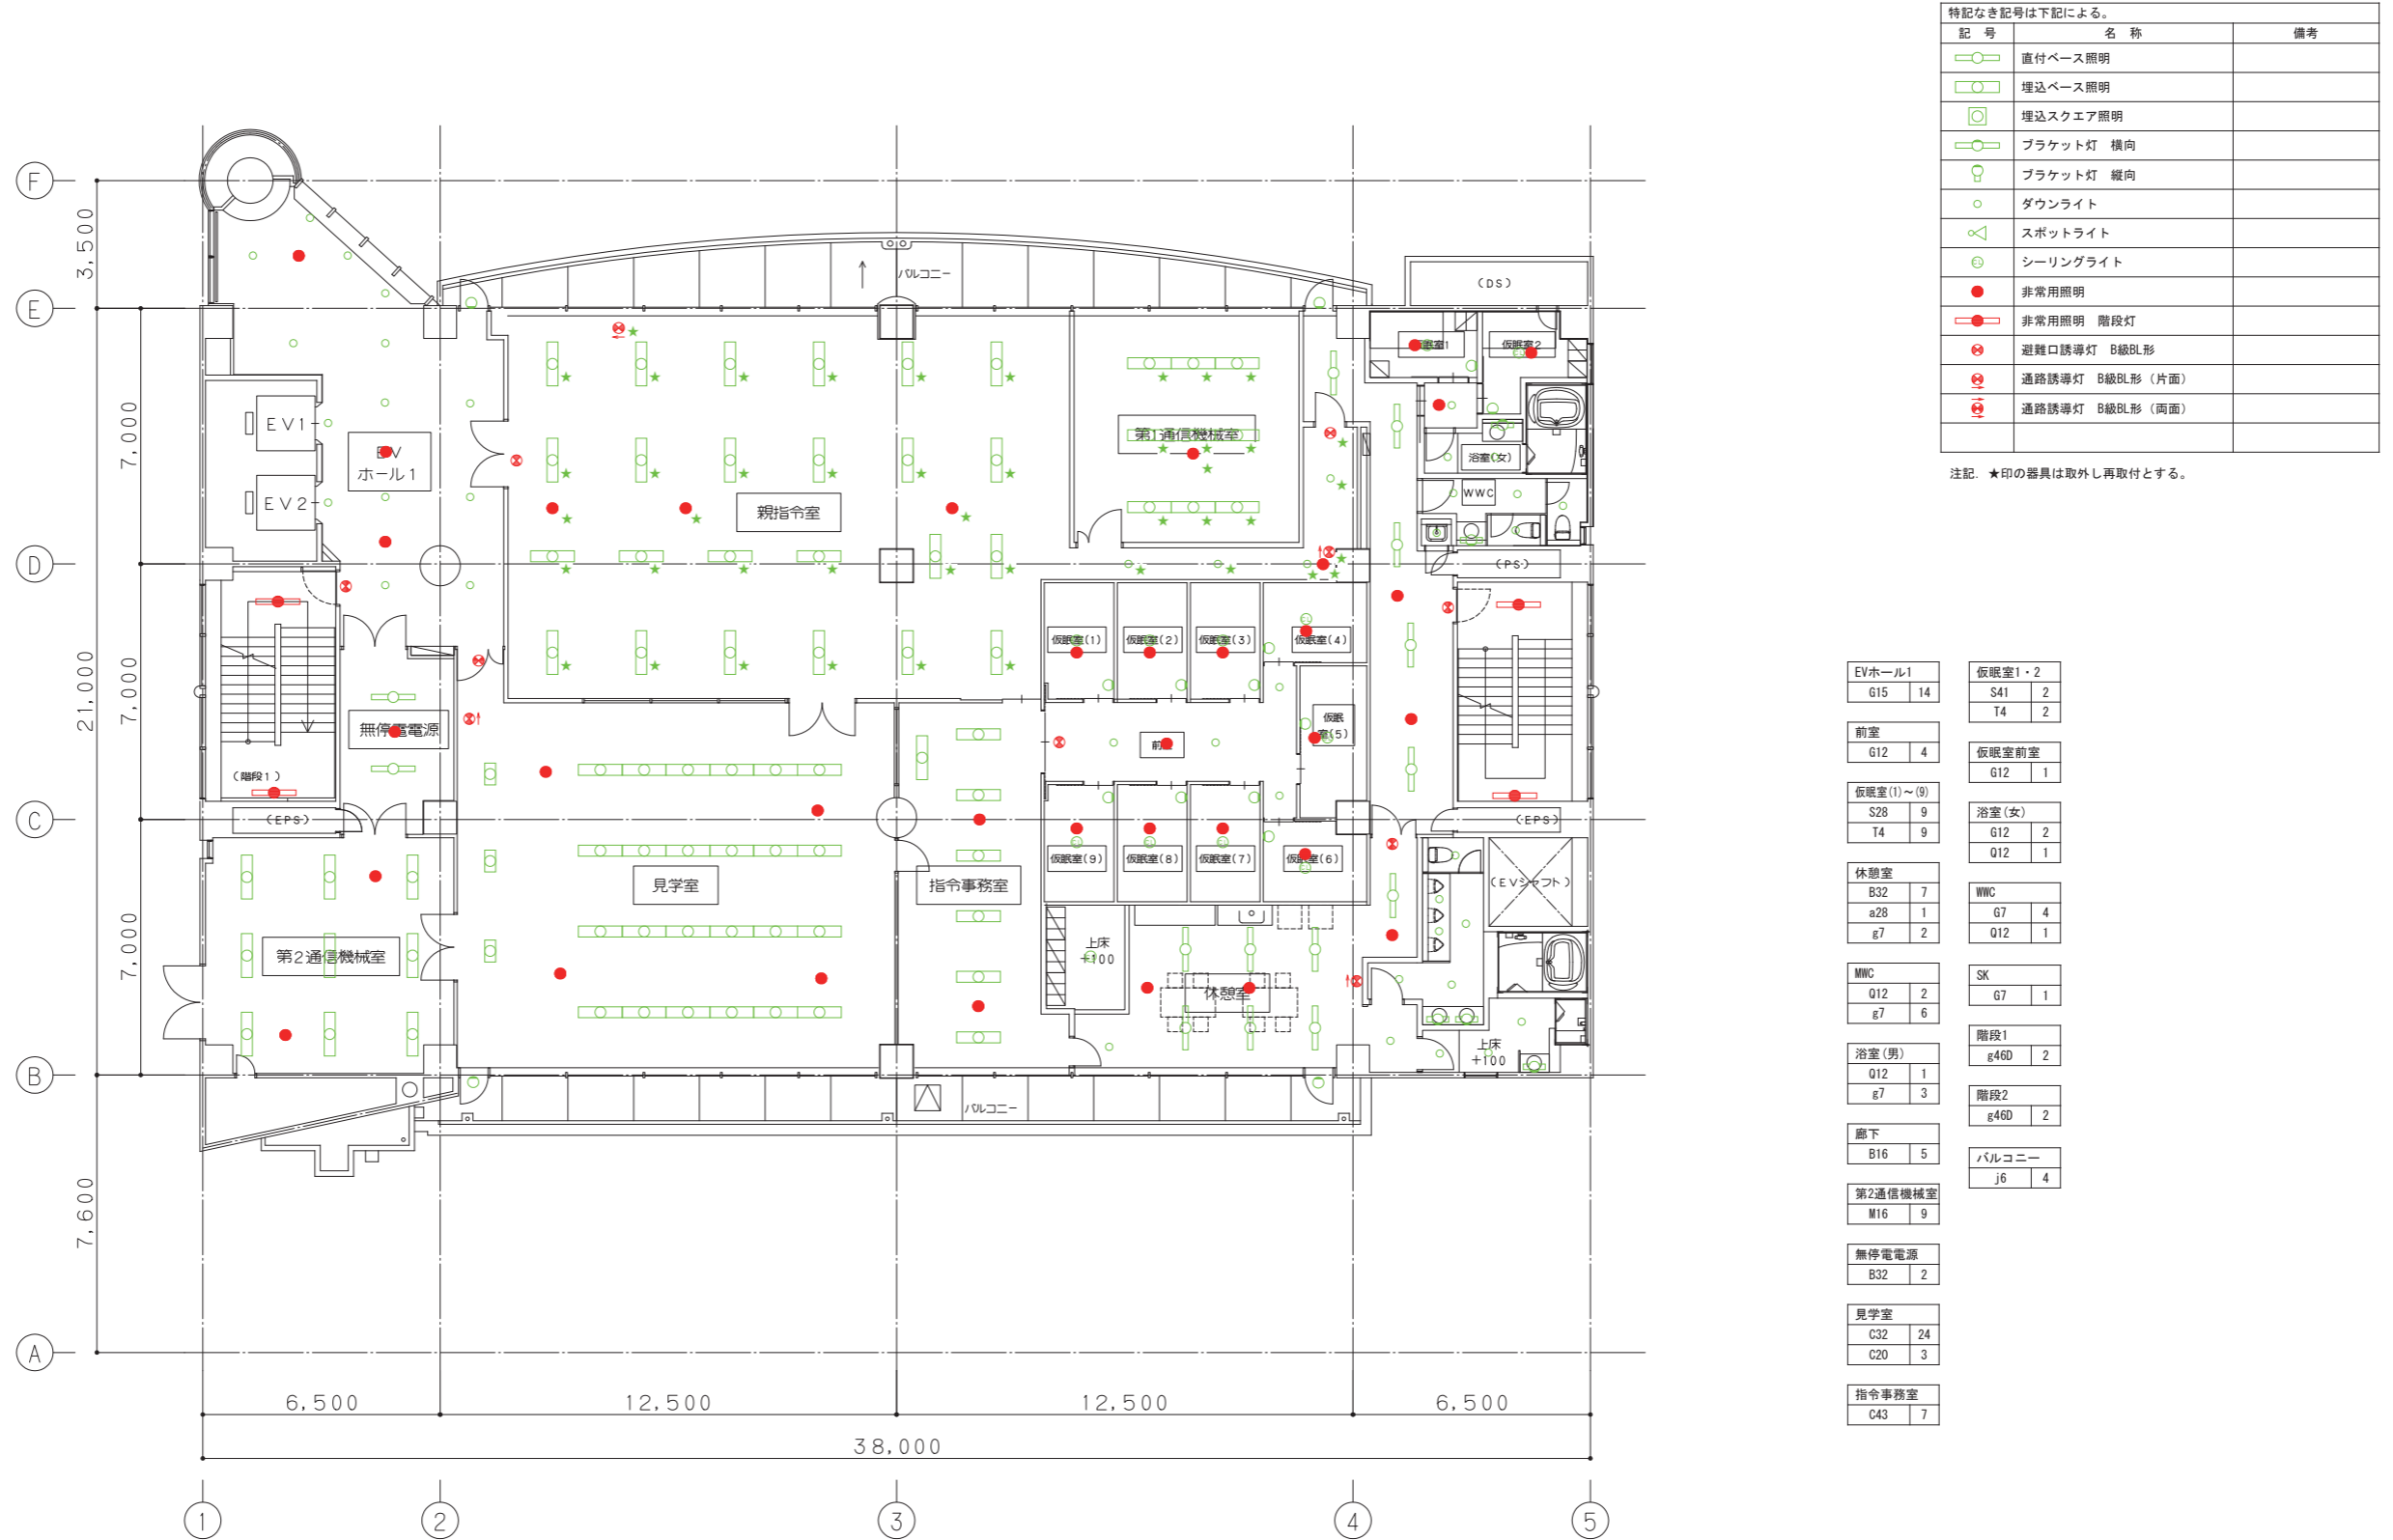 特記なき記号は下記による。
記 号 名 称 備考
直付ベース照明
埋込ベース照明
埋込スクエア照明
ブラケット灯 横向
ブラケット灯 縦向
ダウンライト
スポットライト
シーリングライト
非常用照明
非常用照明 階段灯
避難口誘導灯 B級BL形
通路誘導灯 B級BL形（片面）
通路誘導灯 B級BL形（両面）
注記. ★印の器具は取外し再取付とする。
F
E
D
C
B
A
3,500
7,000
7,000
7,000
21,000
7,600
バルコニー
(DS)
仮眠室1
仮眠室2
EV1
EV2
EV
ホール1
親指令室
第1通信機械室
浴室(女)
WWC
(PS)
仮眠室(1)
仮眠室(2)
仮眠室(3)
仮眠室(4)
仮眠
室(5)
前室
無停電電源
(階段1)
(EPS)
(EPS)
仮眠室(9)
仮眠室(8)
仮眠室(7)
仮眠室(6)
見学室
指令事務室
(EVシャフト)
第2通信機械室
上床
+100
休憩室
上床
+100
バルコニー
6,500
12,500
12,500
6,500
38,000
1
2
3
4
5
EVホール1
G15 14
前室
G12 4
仮眠室(1)～(9)
S28 9
T4 9
休憩室
B32 7
a28 1
g7 2
MWC
Q12 2
g7 6
浴室(男)
Q12 1
g7 3
廊下
B16 5
第2通信機械室
M16 9
無停電電源
B32 2
見学室
C32 24
C20 3
指令事務室
C43 7
仮眠室1・2
S41 2
T4 2
仮眠室前室
G12 1
浴室(女)
G12 2
Q12 1
WWC
G7 4
Q12 1
SK
G7 1
階段1
g46D 2
階段2
g46D 2
バルコニー
j6 4